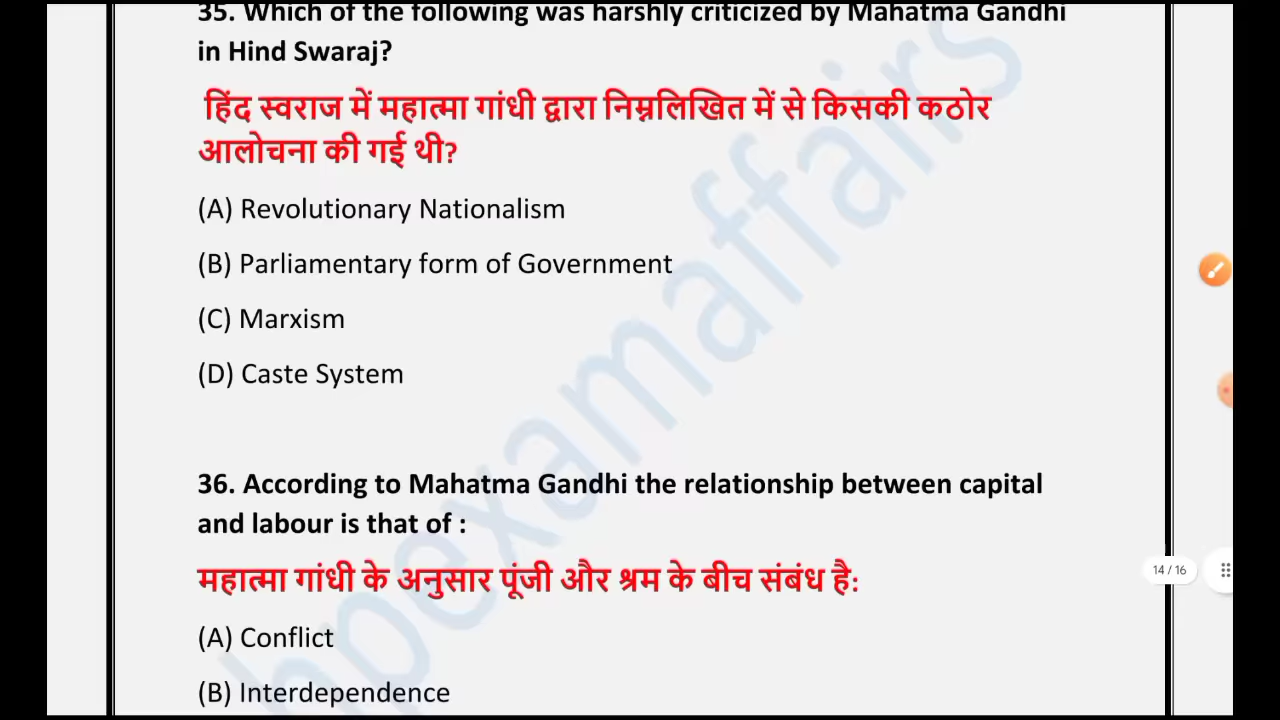 35. Which of the following was harshly criticized by Mahatma Gandhi
in Hind Swaraj?
हिंद स्वराज में महात्मा गांधी द्वारा निम्नलिखित में से किसकी कठोर
आलोचना की गई थी?
(A) Revolutionary Nationalism
(B) Parliamentary form of Government
(C) Marxism
(D) Caste System
36. According to Mahatma Gandhi the relationship between capital
and labour is that of :
महात्मा गांधी के अनुसार पूंजी और श्रम के बीच संबंध है:
(A) Conflict
(B) Interdependence
14 / 16
hpexamaffairs